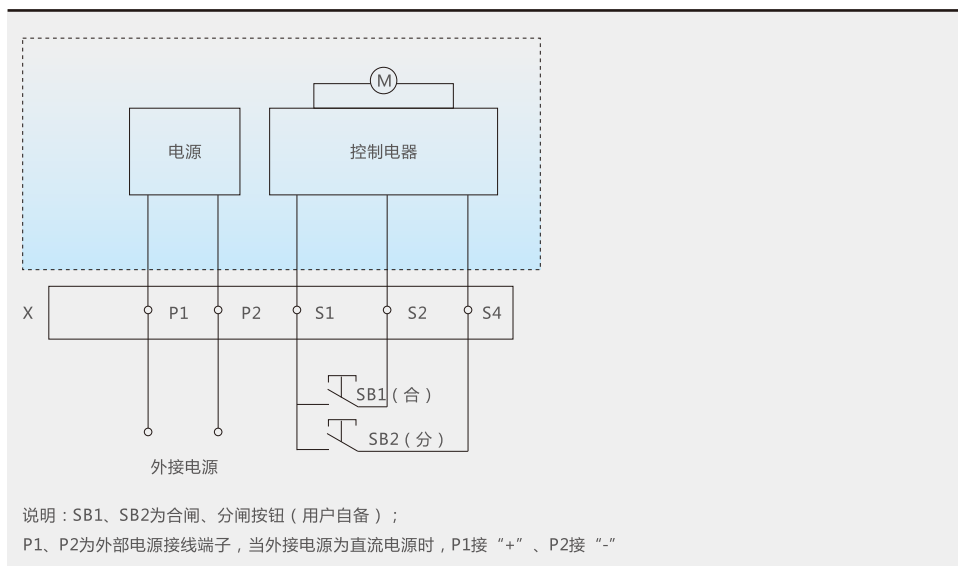 M
电源
控制电器
X
P1
P2
S1
S2
S4
SB1（合）
SB2（分）
外接电源
说明：SB1、SB2为合闸、分闸按钮（用户自备）；
P1、P2为外部电源接线端子，当外接电源为直流电源时，P1接“+”、P2接“-”